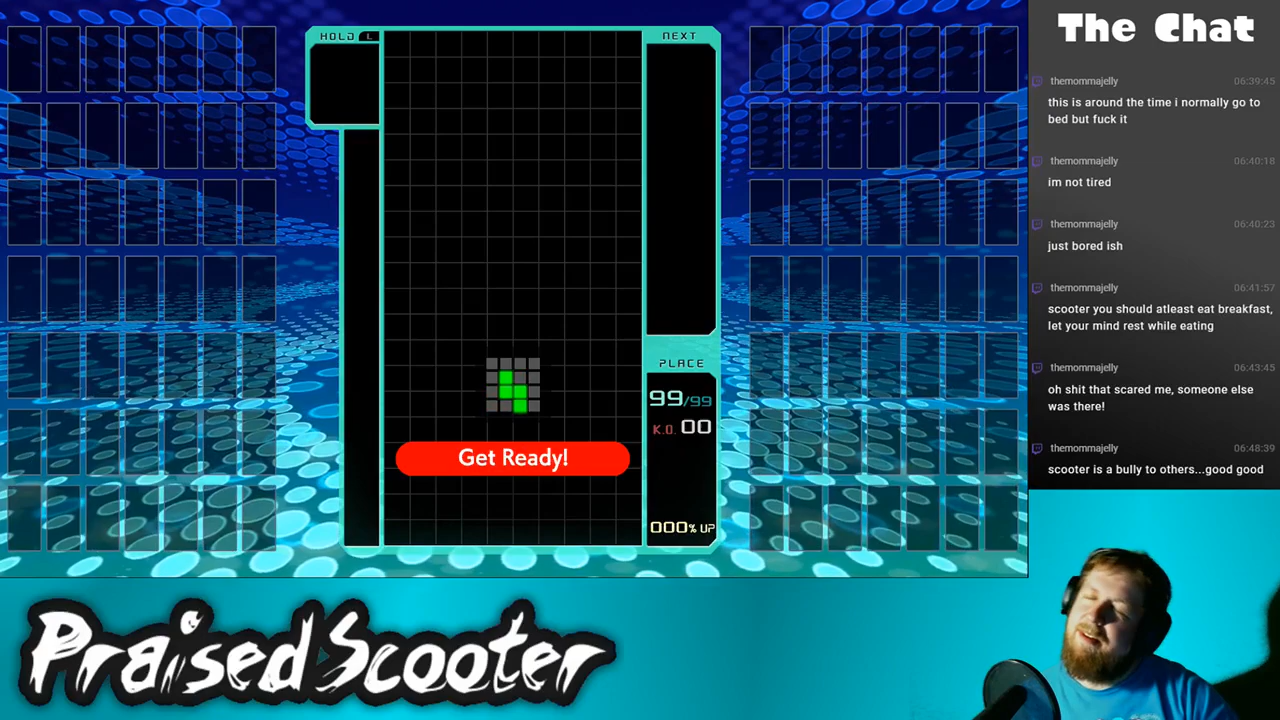 HOLD L
NEXT
PLACE
99/99
K.O. 00
000% UP
Get Ready!
The Chat
themommajelly 06:39:45
this is around the time i normally go to
bed but fuck it
themommajelly 06:40:18
im not tired
themommajelly 06:40:23
just bored ish
themommajelly 06:41:57
scooter you should atleast eat breakfast,
let your mind rest while eating
themommajelly 06:43:45
oh shit that scared me, someone else
was there!
themommajelly 06:48:39
scooter is a bully to others...good good
PraisedScooter